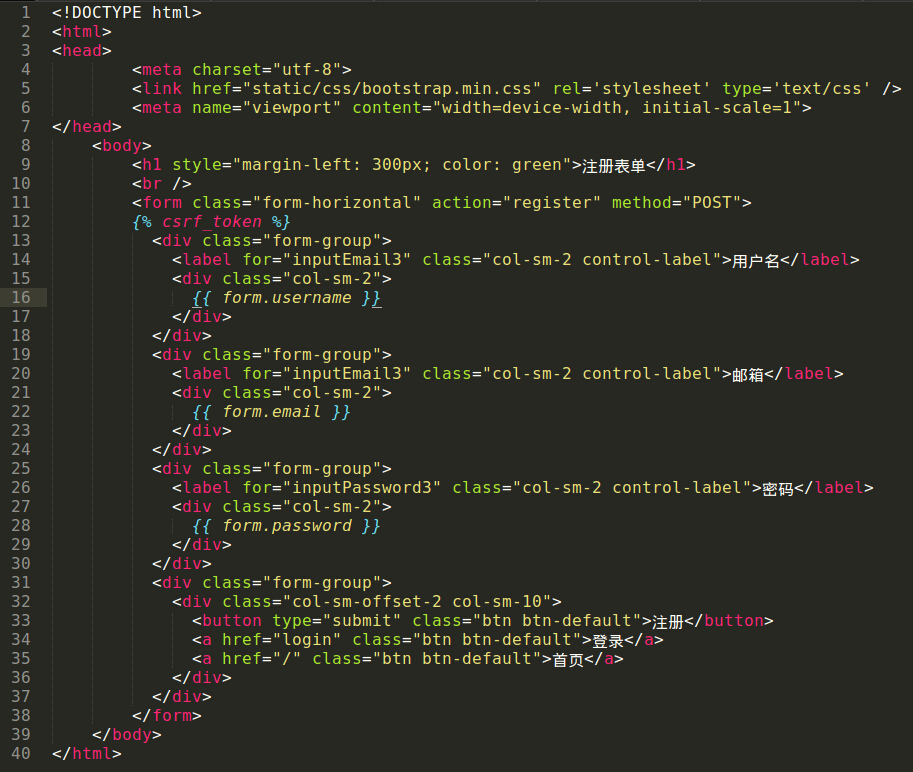 1 <!DOCTYPE html>
2 <html>
3 <head>
4 <meta charset="utf-8">
5 <link href="static/css/bootstrap.min.css" rel='stylesheet' type='text/css' />
6 <meta name="viewport" content="width=device-width, initial-scale=1">
7 </head>
8 <body>
9 <h1 style="margin-left: 300px; color: green">注册表单</h1>
10 <br />
11 <form class="form-horizontal" action="register" method="POST">
12 {% csrf_token %}
13 <div class="form-group">
14 <label for="inputEmail3" class="col-sm-2 control-label">用户名</label>
15 <div class="col-sm-2">
16 {{ form.username }}
17 </div>
18 </div>
19 <div class="form-group">
20 <label for="inputEmail3" class="col-sm-2 control-label">邮箱</label>
21 <div class="col-sm-2">
22 {{ form.email }}
23 </div>
24 </div>
25 <div class="form-group">
26 <label for="inputPassword3" class="col-sm-2 control-label">密码</label>
27 <div class="col-sm-2">
28 {{ form.password }}
29 </div>
30 </div>
31 <div class="form-group">
32 <div class="col-sm-offset-2 col-sm-10">
33 <button type="submit" class="btn btn-default">注册</button>
34 <a href="login" class="btn btn-default">登录</a>
35 <a href="/" class="btn btn-default">首页</a>
36 </div>
37 </div>
38 </form>
39 </body>
40 </html>